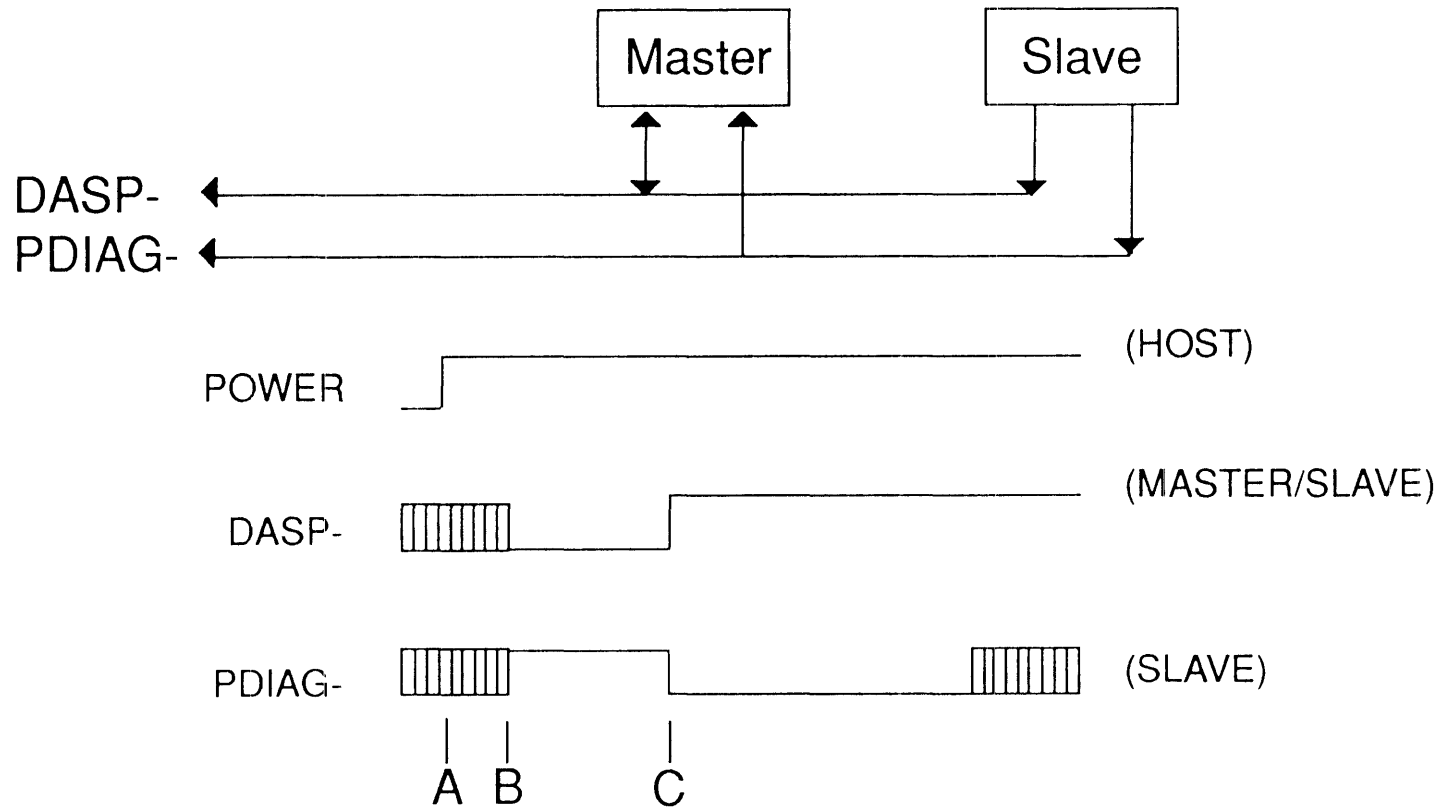 Master
Slave
DASP-
PDIAG-
(HOST)
POWER
(MASTER/SLAVE)
DASP-
PDIAG-
(SLAVE)
A B C